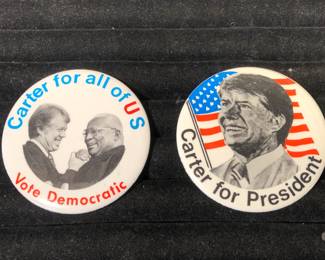 Carter for all of US
Vote Democratic
Carter for President